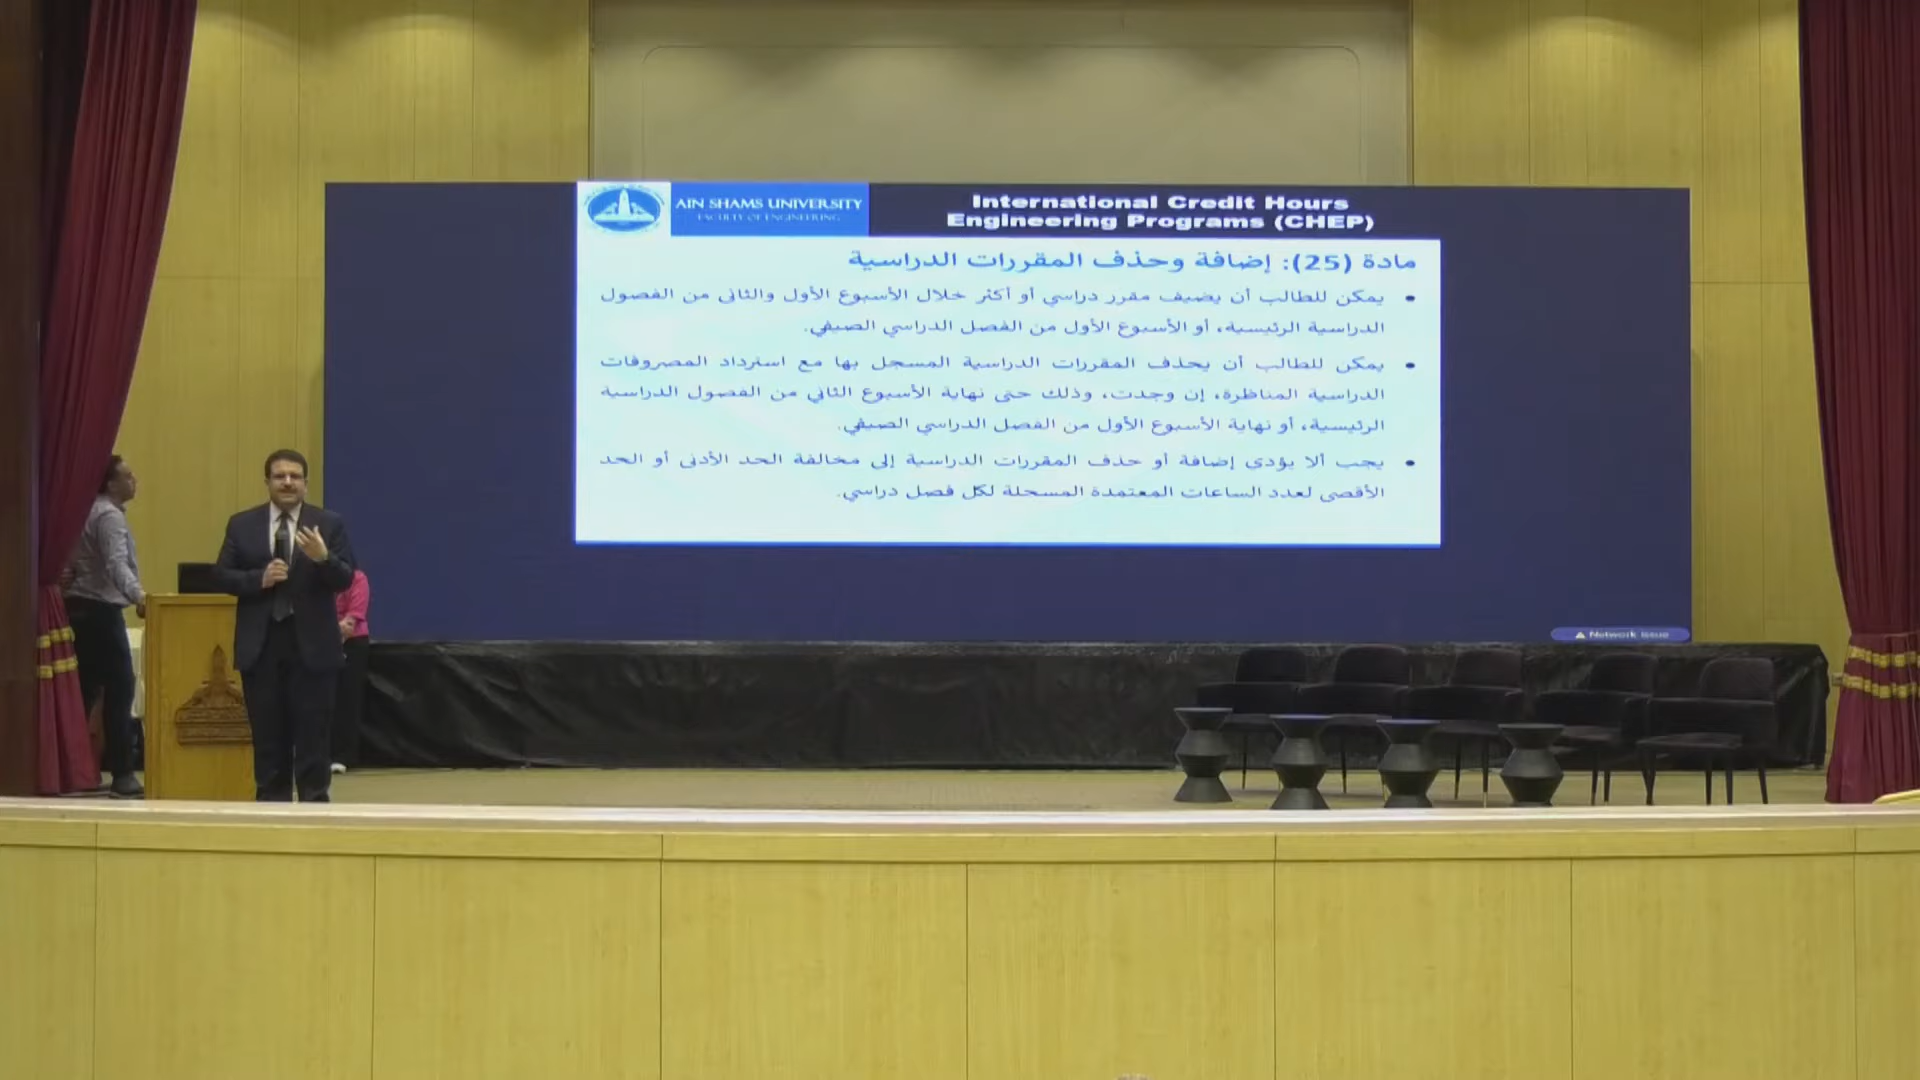 AIN SHAMS UNIVERSITY
FACULTY OF ENGINEERING
International Credit Hours
Engineering Programs (CHEP)
مادة (25): إضافة وحذف المقررات الدراسية
• يمكن للطالب أن يضيف مقرر دراسي أو أكثر خلال الأسبوع الأول والثانى من الفصول
الدراسية الرئيسية، أو الأسبوع الأول من الفصل الدراسي الصيفي.
• يمكن للطالب أن يحذف المقررات الدراسية المسجل بها مع استرداد المصروفات
الدراسية المناظرة، إن وجدت، وذلك حتى نهاية الأسبوع الثاني من الفصول الدراسية
الرئيسية، أو نهاية الأسبوع الأول من الفصل الدراسي الصيفي.
• يجب ألا يؤدى إضافة أو حذف المقررات الدراسية إلى مخالفة الحد الأدنى أو الحد
الأقصى لعدد الساعات المعتمدة المسجلة لكل فصل دراسي.
Network issue